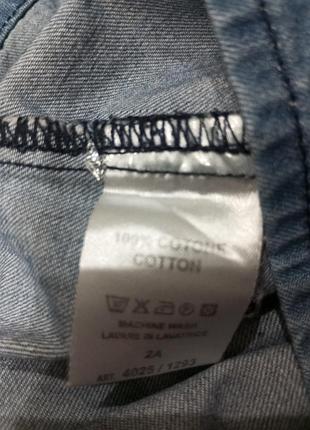 100% COTONE
COTTON
MACHINE WASH
LAVARE IN LAVATRICE
2A
ART. 4025 / 1293